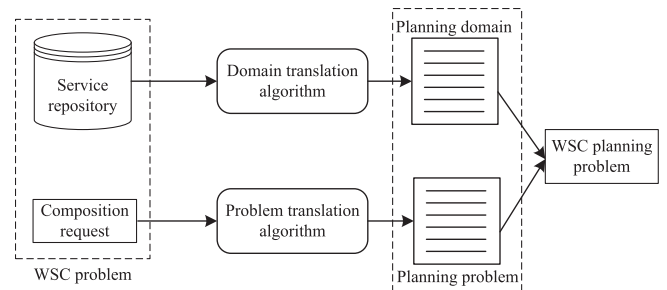 Planning domain
Service
repository
Domain translation
algorithm
WSC planning
problem
Composition
request
Problem translation
algorithm
WSC problem
Planning problem